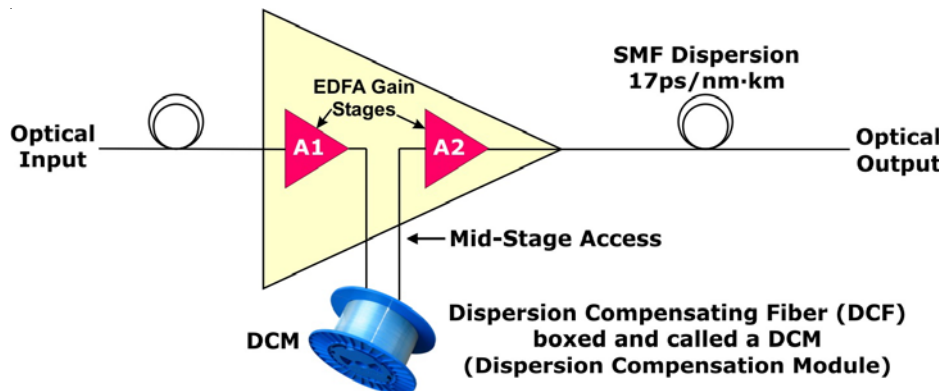 SMF Dispersion
17ps/nm·km
EDFA Gain
Stages
Optical
Input
A1
A2
Optical
Output
Mid-Stage Access
DCM
Dispersion Compensating Fiber (DCF)
boxed and called a DCM
(Dispersion Compensation Module)